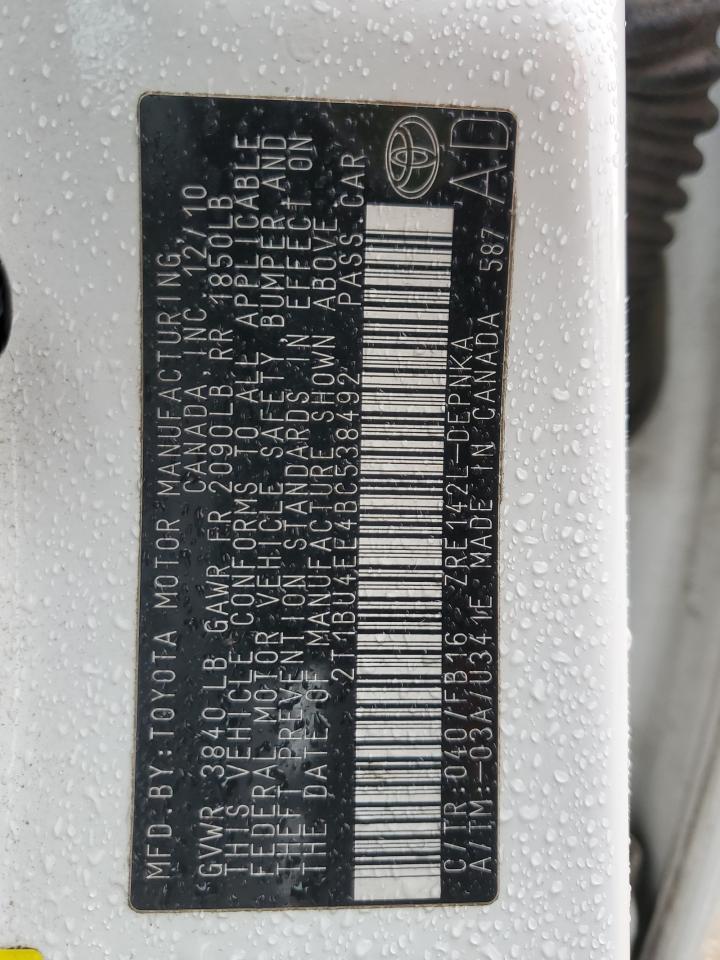 MFD.BY:TOYOTA MOTOR MANUFACTURING,
CANADA, INC 12/10
GVWR 3840 LB GAWR FR 2090LB,RR 1850LB
THIS VEHICLE CONFORMS TO ALL APPLICABLE
FEDERAL MOTOR VEHICLE SAFETY, BUMPER, AND
THEFT PREVENTION STANDARDS IN EFFECT ON
THE DATE OF MANUFACTURE SHOWN ABOVE.
2T1BU4EE4BC538492 PASS.CAR
C/TR:040/FB16 ZRE142L-DEPNKA
A/TM:-03A/U341E MADE IN CANADA 587 AD